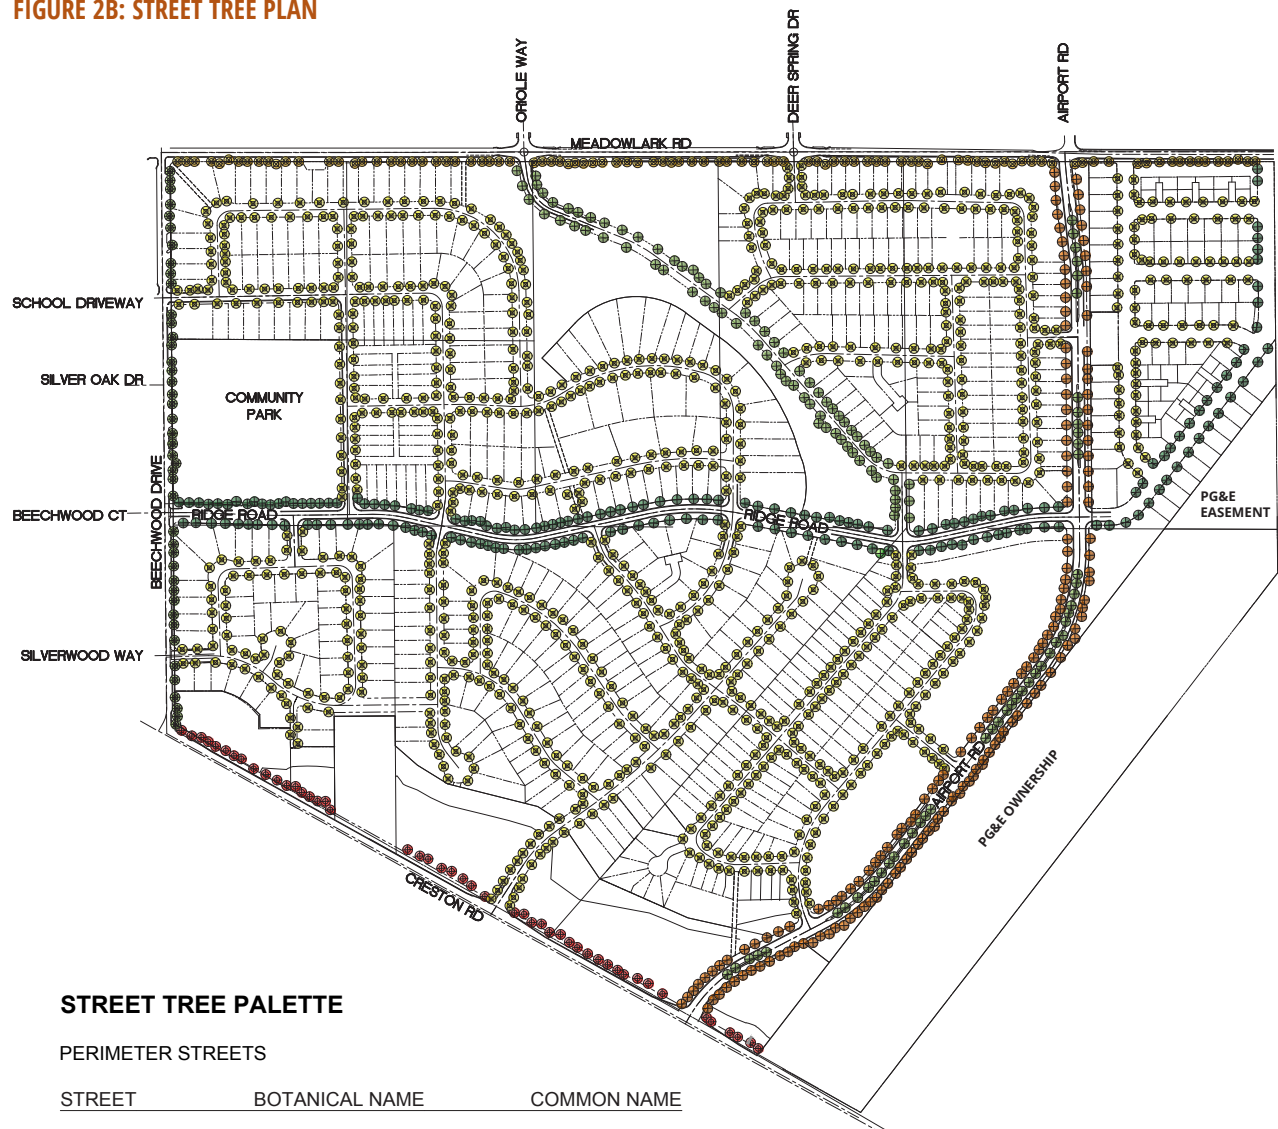 FIGURE 2B: STREET TREE PLAN
ORIOLE WAY
DEER SPRING DR
AIRPORT RD
MEADOWLARK RD
SCHOOL DRIVEWAY
SILVER OAK DR
COMMUNITY
PARK
BEECHWOOD DRIVE
BEECHWOOD CT
RIDGE ROAD
RIDGE ROAD
PG&E
EASEMENT
SILVERWOOD WAY
AIRPORT RD
PG&E OWNERSHIP
CRESTON RD
STREET TREE PALETTE
PERIMETER STREETS
STREET BOTANICAL NAME COMMON NAME